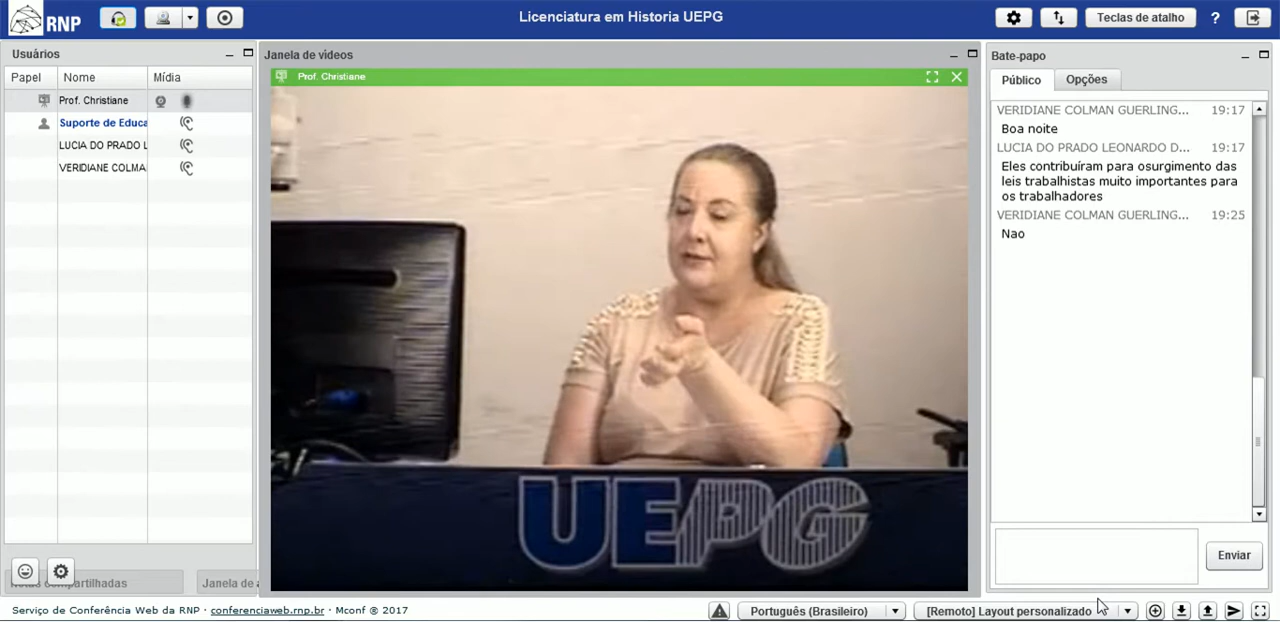 RNP
Licenciatura em Historia UEPG
Teclas de atalho
?
Usuários
Papel Nome Mídia
Prof. Christiane
Suporte de Educa
LUCIA DO PRADO L
VERIDIANE COLMA
Janela de vídeos
Prof. Christiane
UEPG
Bate-papo
Público Opções
VERIDIANE COLMAN GUERLING... 19:17
Boa noite
LUCIA DO PRADO LEONARDO D... 19:17
Eles contribuíram para osurgimento das
leis trabalhistas muito importantes para
os trabalhadores
VERIDIANE COLMAN GUERLING... 19:25
Nao
Enviar
Janela de
Serviço de Conferência Web da RNP · conferenciaweb.rnp.br · Mconf ® 2017
Português (Brasileiro)
[Remoto] Layout personalizado